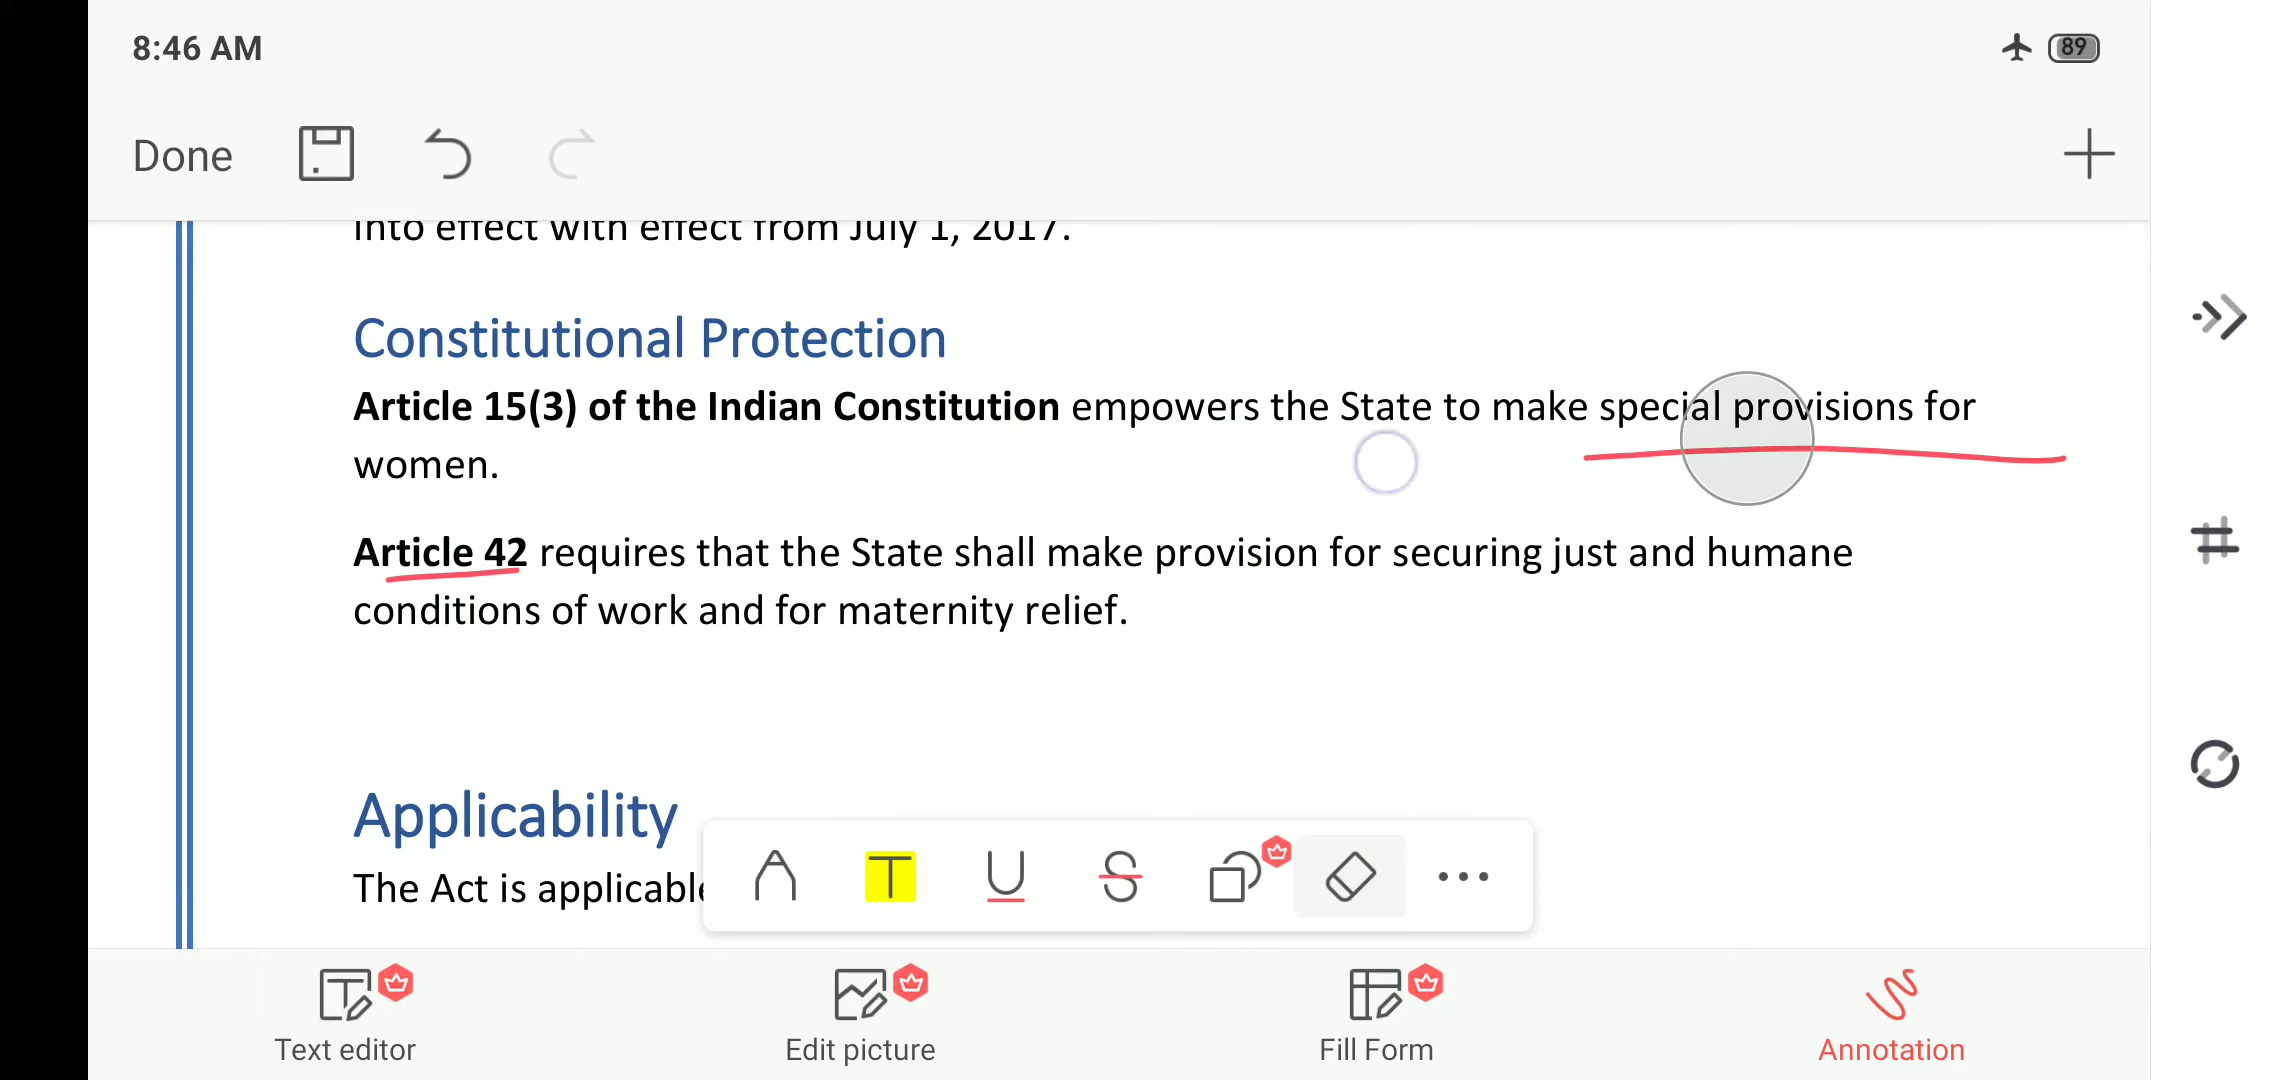 8:46 AM
89
Done
into effect with effect from July 1, 2017.
Constitutional Protection
Article 15(3) of the Indian Constitution empowers the State to make special provisions for
women.
Article 42 requires that the State shall make provision for securing just and humane
conditions of work and for maternity relief.
Applicability
The Act is applicable
Text editor
Edit picture
Fill Form
Annotation